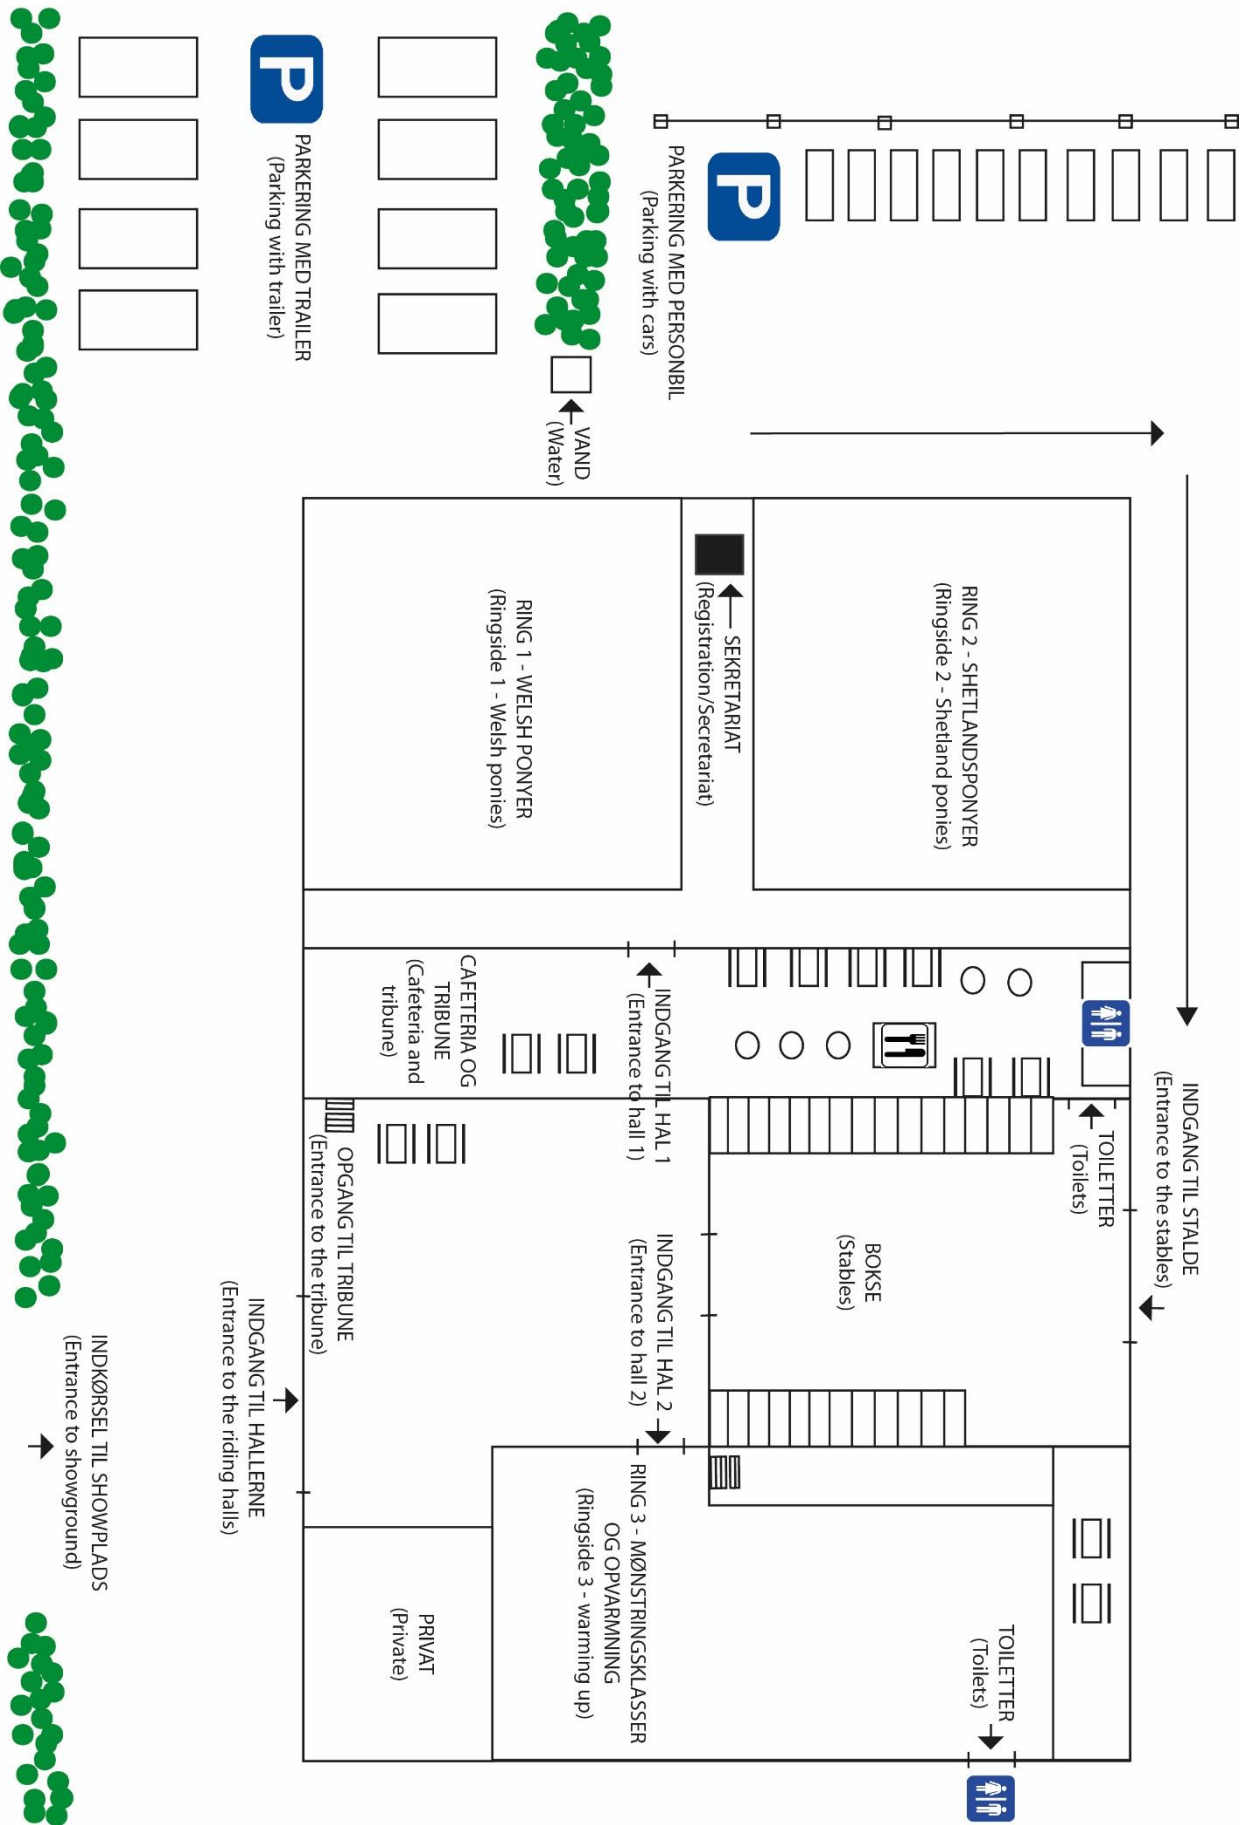 P
PARKERING MED TRAILER
(Parking with trailer)
P
PARKERING MED PERSONBIL
(Parking with cars)
VAND
(Water)
RING 2 - SHETLANDSPONYER
(Ringside 2 - Shetland ponies)
SEKRETARIAT
(Registration/Secretariat)
RING 1 - WELSH PONYER
(Ringside 1 - Welsh ponies)
INDGANG TIL STALDE
(Entrance to the stables)
TOILETTER
(Toilets)
INDGANG TIL HAL 1
(Entrance to hall 1)
CAFETERIA OG
TRIBUNE
(Cafeteria and
tribune)
BOKSE
(Stables)
INDGANG TIL HAL 2
(Entrance to hall 2)
OPGANG TIL TRIBUNE
(Entrance to the tribune)
INDGANG TIL HALLERNE
(Entrance to the riding halls)
RING 3 - MØNSTRINGSKLASSER
OG OPVARMNING
(Ringside 3 - warming up)
TOILETTER
(Toilets)
PRIVAT
(Private)
INDKØRSEL TIL SHOWPLADS
(Entrance to showground)